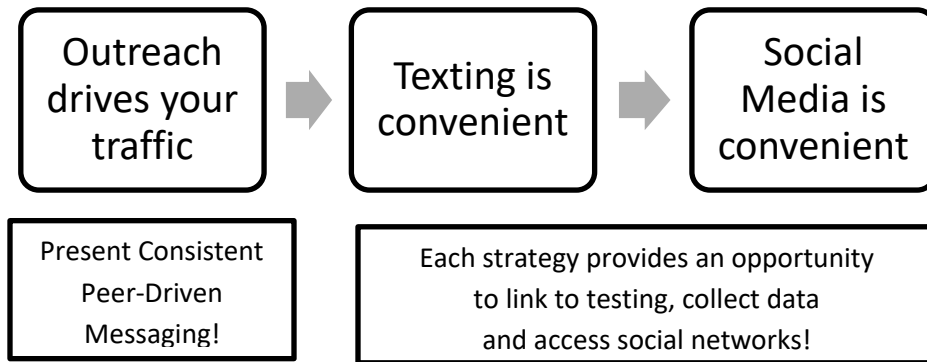 Outreach
drives your
traffic
Texting is
convenient
Social
Media is
convenient
Present Consistent
Peer-Driven
Messaging!
Each strategy provides an opportunity
to link to testing, collect data
and access social networks!